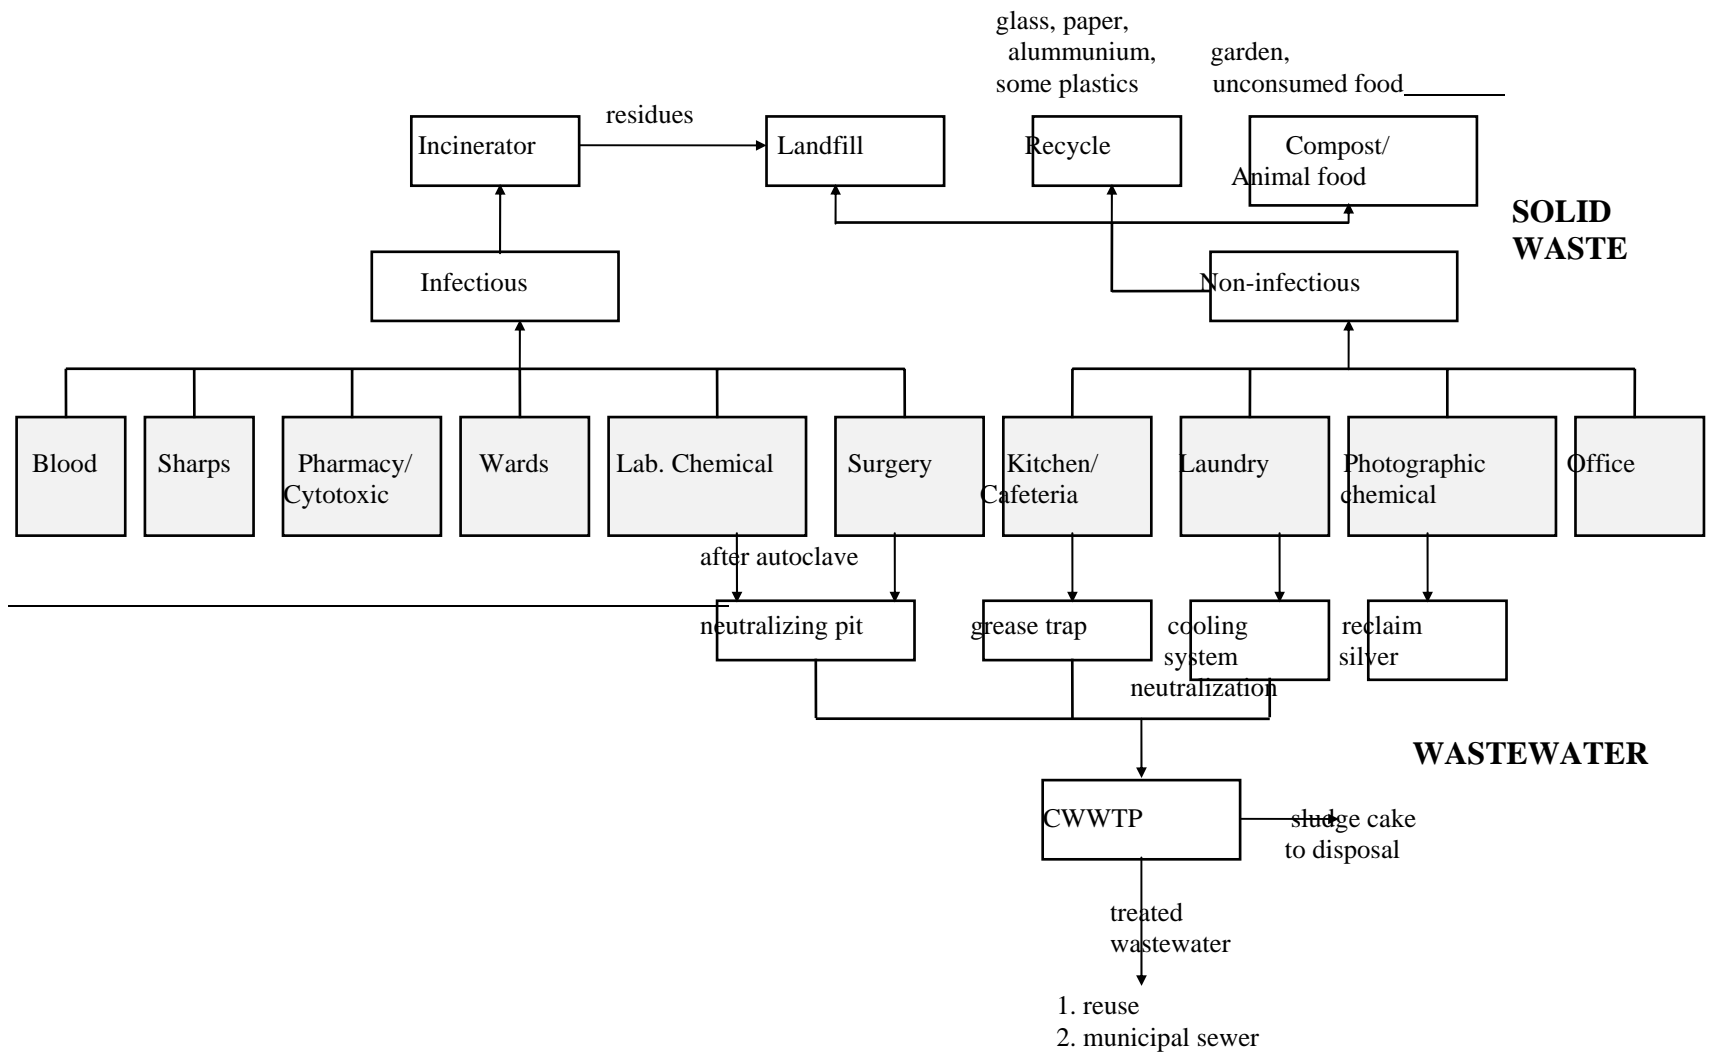 glass, paper,
alummunium,
some plastics
garden,
unconsumed food
residues
Incinerator
Landfill
Recycle
Compost/
Animal food
SOLID
WASTE
Infectious
Non-infectious
Blood
Sharps
Pharmacy/
Cytotoxic
Wards
Lab. Chemical
Surgery
Kitchen/
Cafeteria
Laundry
Photographic
chemical
Office
after autoclave
neutralizing pit
grease trap
cooling
system
neutralization
reclaim
silver
WASTEWATER
CWWTP
sludge cake
to disposal
treated
wastewater
1. reuse
2. municipal sewer